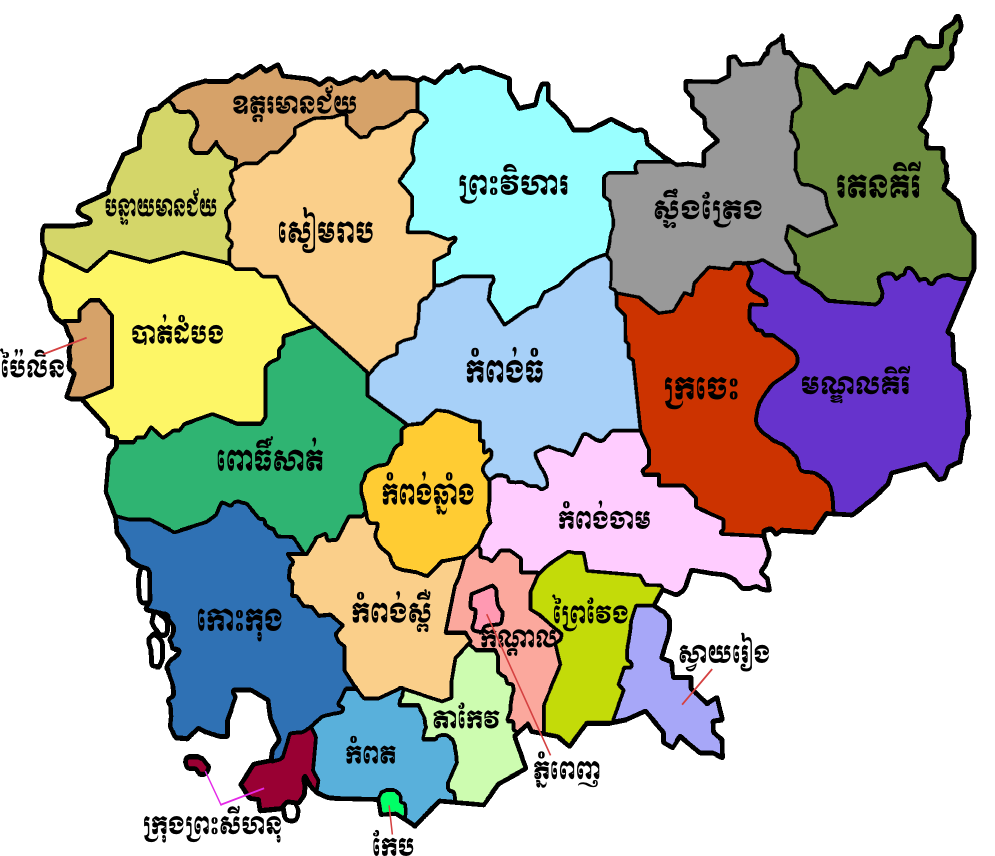 ឧត្តរមានជ័យ
បន្ទាយមានជ័យ
សៀមរាប
ព្រះវិហារ
ស្ទឹងត្រែង
រតនគិរី
បាត់ដំបង
ប៉ៃលិន
កំពង់ធំ
ក្រចេះ
មណ្ឌលគិរី
ពោធិ៍សាត់
កំពង់ឆ្នាំង
កំពង់ចាម
កោះកុង
កំពង់ស្ពឺ
កណ្ដាល
ព្រៃវែង
ស្វាយរៀង
តាកែវ
កំពត
ភ្នំពេញ
ក្រុងព្រះសីហនុ
កែប